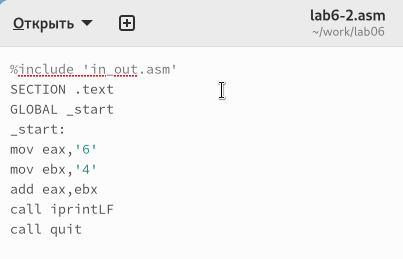 Открыть
lab6-2.asm
~/work/lab06
%include 'in_out.asm'
SECTION .text
GLOBAL _start
_start:
mov eax,'6'
mov ebx,'4'
add eax,ebx
call iprintLF
call quit